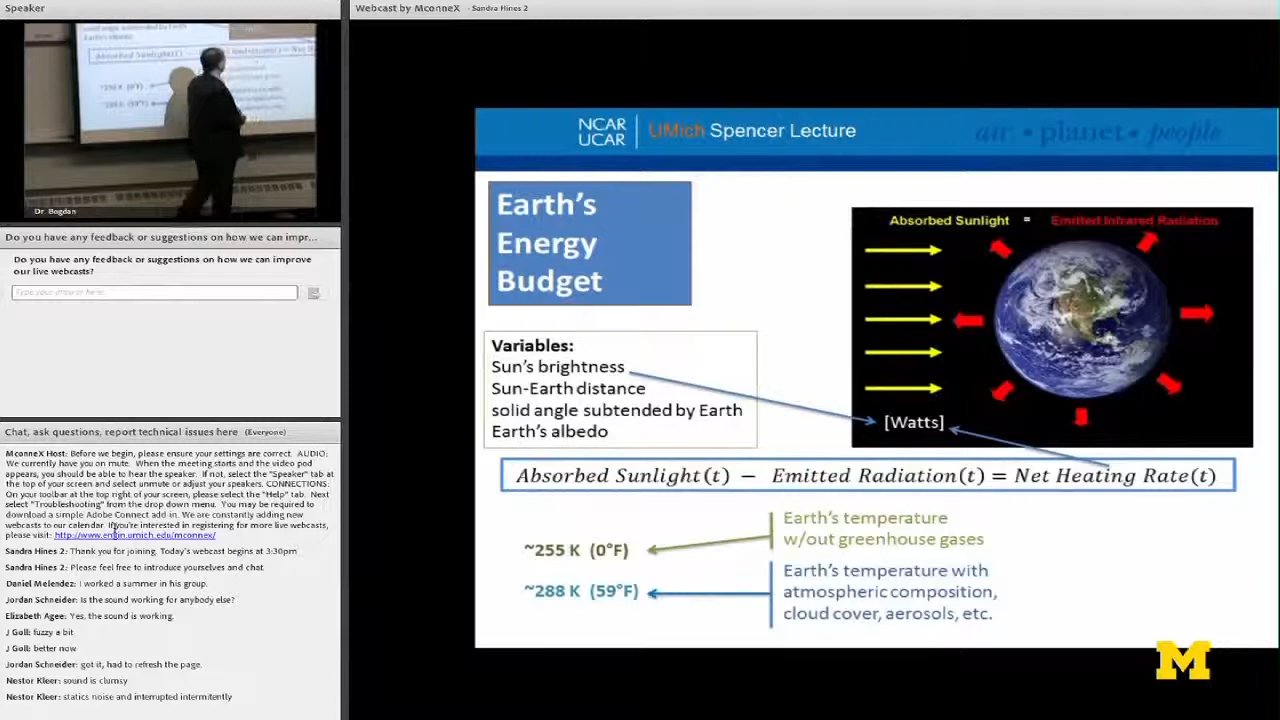 Speaker
Webcast by MconneX - Sandra Hines 2
Absorbed Sunlight(
~255 K (0°F)
~288 K (59°F)
Dr. Bogdan
Do you have any feedback or suggestions on how we can impr...
Do you have any feedback or suggestions on how we can improve
our live webcasts?
Type your answer here.
Chat, ask questions, report technical issues here (Everyone)
MconneX Host: Before we begin, please ensure your settings are correct. AUDIO:
We currently have you on mute. When the meeting starts and the video pod
appears, you should be able to hear the speaker. If not, select the "Speaker" tab at
the top of your screen and select unmute or adjust your speakers. CONNECTIONS:
On your toolbar at the top right of your screen, please select the "Help" tab. Next
select "Troubleshooting" from the drop down menu. You may be required to
download a simple Adobe Connect add in. We are constantly adding new
webcasts to our calendar. If you're interested in registering for more live webcasts,
please visit: http://www.engin.umich.edu/mconnex/
Sandra Hines 2: Thank you for joining. Today's webcast begins at 3:30pm
Sandra Hines 2: Please feel free to introduce yourselves and chat.
Daniel Melendez: I worked a summer in his group.
Jordan Schneider: Is the sound working for anybody else?
Elizabeth Agee: Yes, the sound is working.
J Goll: fuzzy a bit
J Goll: better now
Jordan Schneider: got it, had to refresh the page.
Nestor Kleer: sound is clumsy
Nestor Kleer: statics noise and interrupted intermitently
NCAR
UCAR
UMich Spencer Lecture
air • planet • people
Earth's
Energy
Budget
Absorbed Sunlight = Emitted Infrared Radiation
Variables:
Sun's brightness
Sun-Earth distance
solid angle subtended by Earth
Earth's albedo
[Watts]
Absorbed Sunlight(t) − Emitted Radiation(t) = Net Heating Rate(t)
~255 K (0°F)
Earth's temperature
w/out greenhouse gases
~288 K (59°F)
Earth's temperature with
atmospheric composition,
cloud cover, aerosols, etc.
M